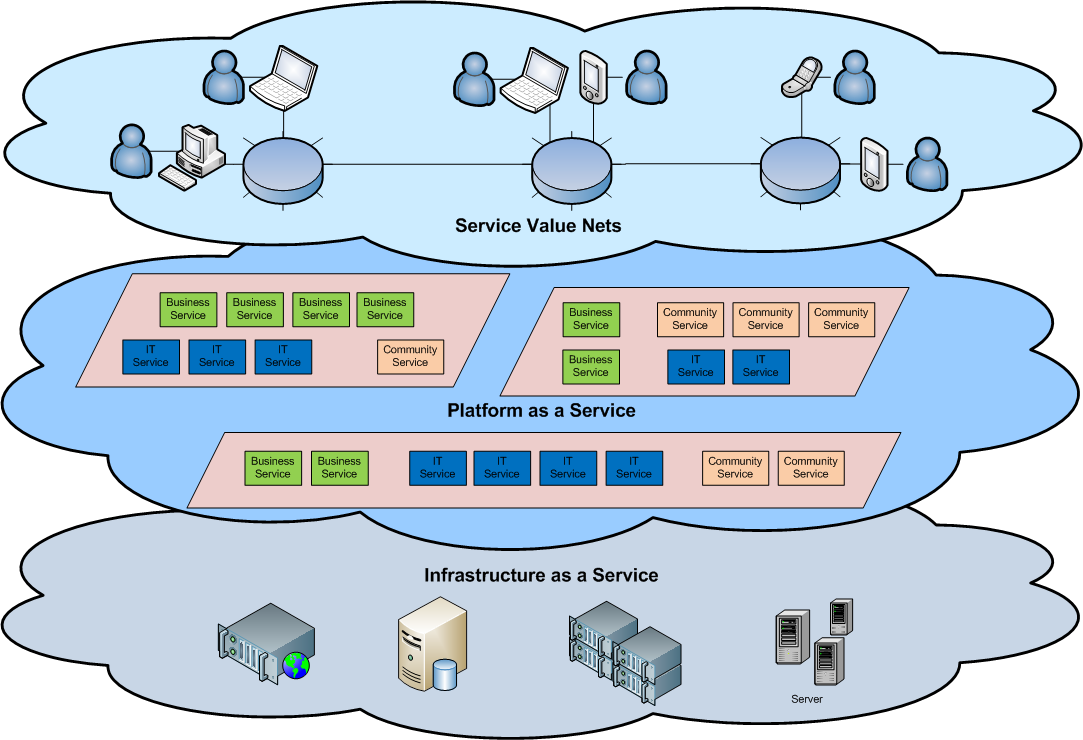 Service Value Nets
Business
Service
Business
Service
Business
Service
Business
Service
IT
Service
IT
Service
IT
Service
Community
Service
Business
Service
Community
Service
Community
Service
Community
Service
Business
Service
IT
Service
IT
Service
Platform as a Service
Business
Service
Business
Service
IT
Service
IT
Service
IT
Service
IT
Service
Community
Service
Community
Service
Infrastructure as a Service
Server